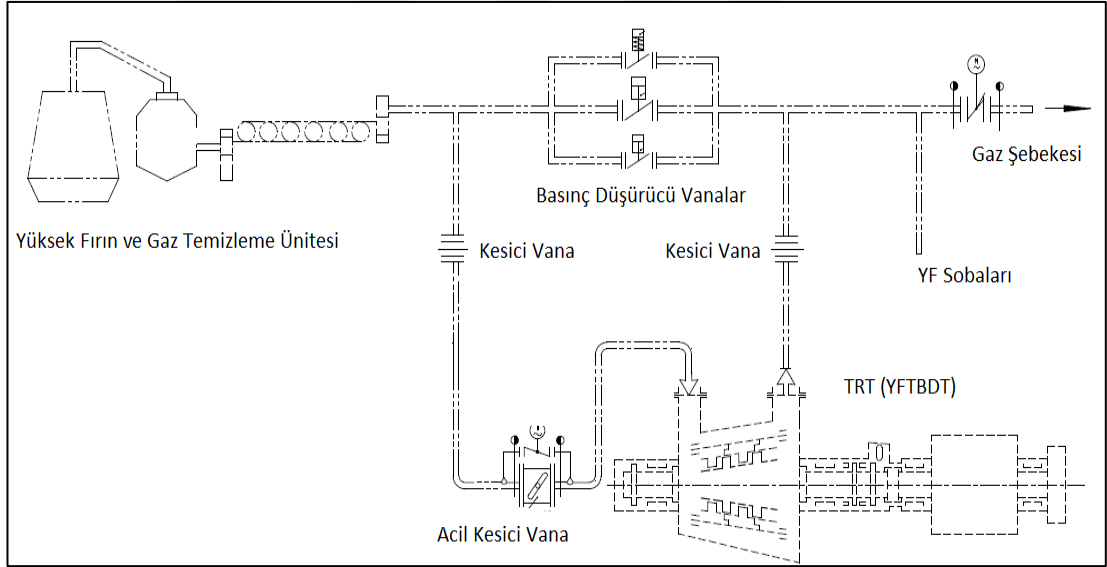 Gaz Şebekesi
Basınç Düşürücü Vanalar
Yüksek Fırın ve Gaz Temizleme Ünitesi
Kesici Vana
Kesici Vana
YF Sobaları
TRT (YFTBDT)
Acil Kesici Vana